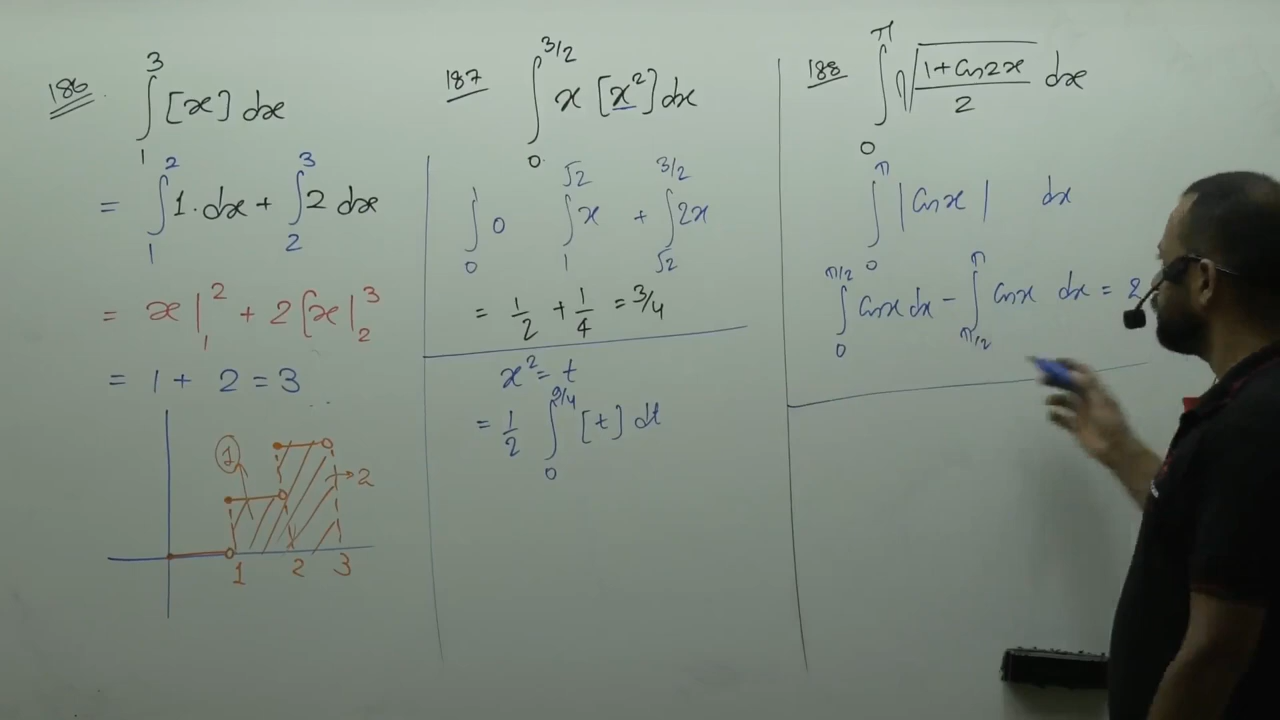 186. ∫₁³ [x] dx
= ∫₁² 1. dx + ∫₂³ 2 dx
= x|₁² + 2[x|₂³
= 1 + 2 = 3
1 → 2
1 2 3
187 ∫₀^{3/2} x [x²] dx
∫₀¹ 0 ∫₁^{√2} x + ∫_{√2}^{3/2} 2x
= 1/2 + 1/4 = 3/4
x² = t
= 1/2 ∫₀^{9/4} [t] dt
188 ∫₀^π √((1+Cos2x)/2) dx
∫₀^π |Cosx| dx
∫₀^{π/2} Cosx dx − ∫_{π/2}^π Cosx dx = 2